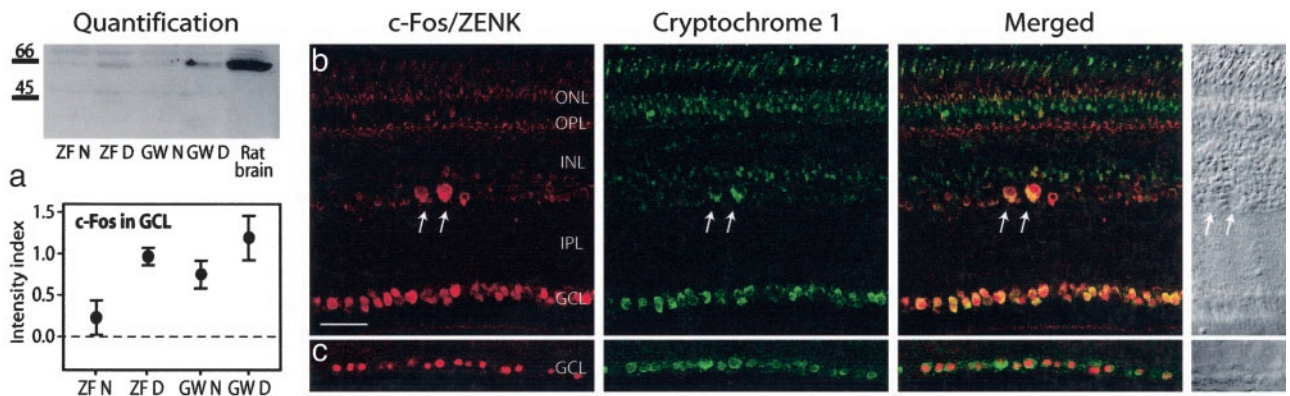 Quantification
66
45
ZF N ZF D GW N GW D Rat brain
a
c-Fos in GCL
Intensity index
1.5
1.0
0.5
0.0
ZF N ZF D GW N GW D
c-Fos/ZENK
Cryptochrome 1
Merged
b
ONL
OPL
INL
IPL
GCL
c
GCL